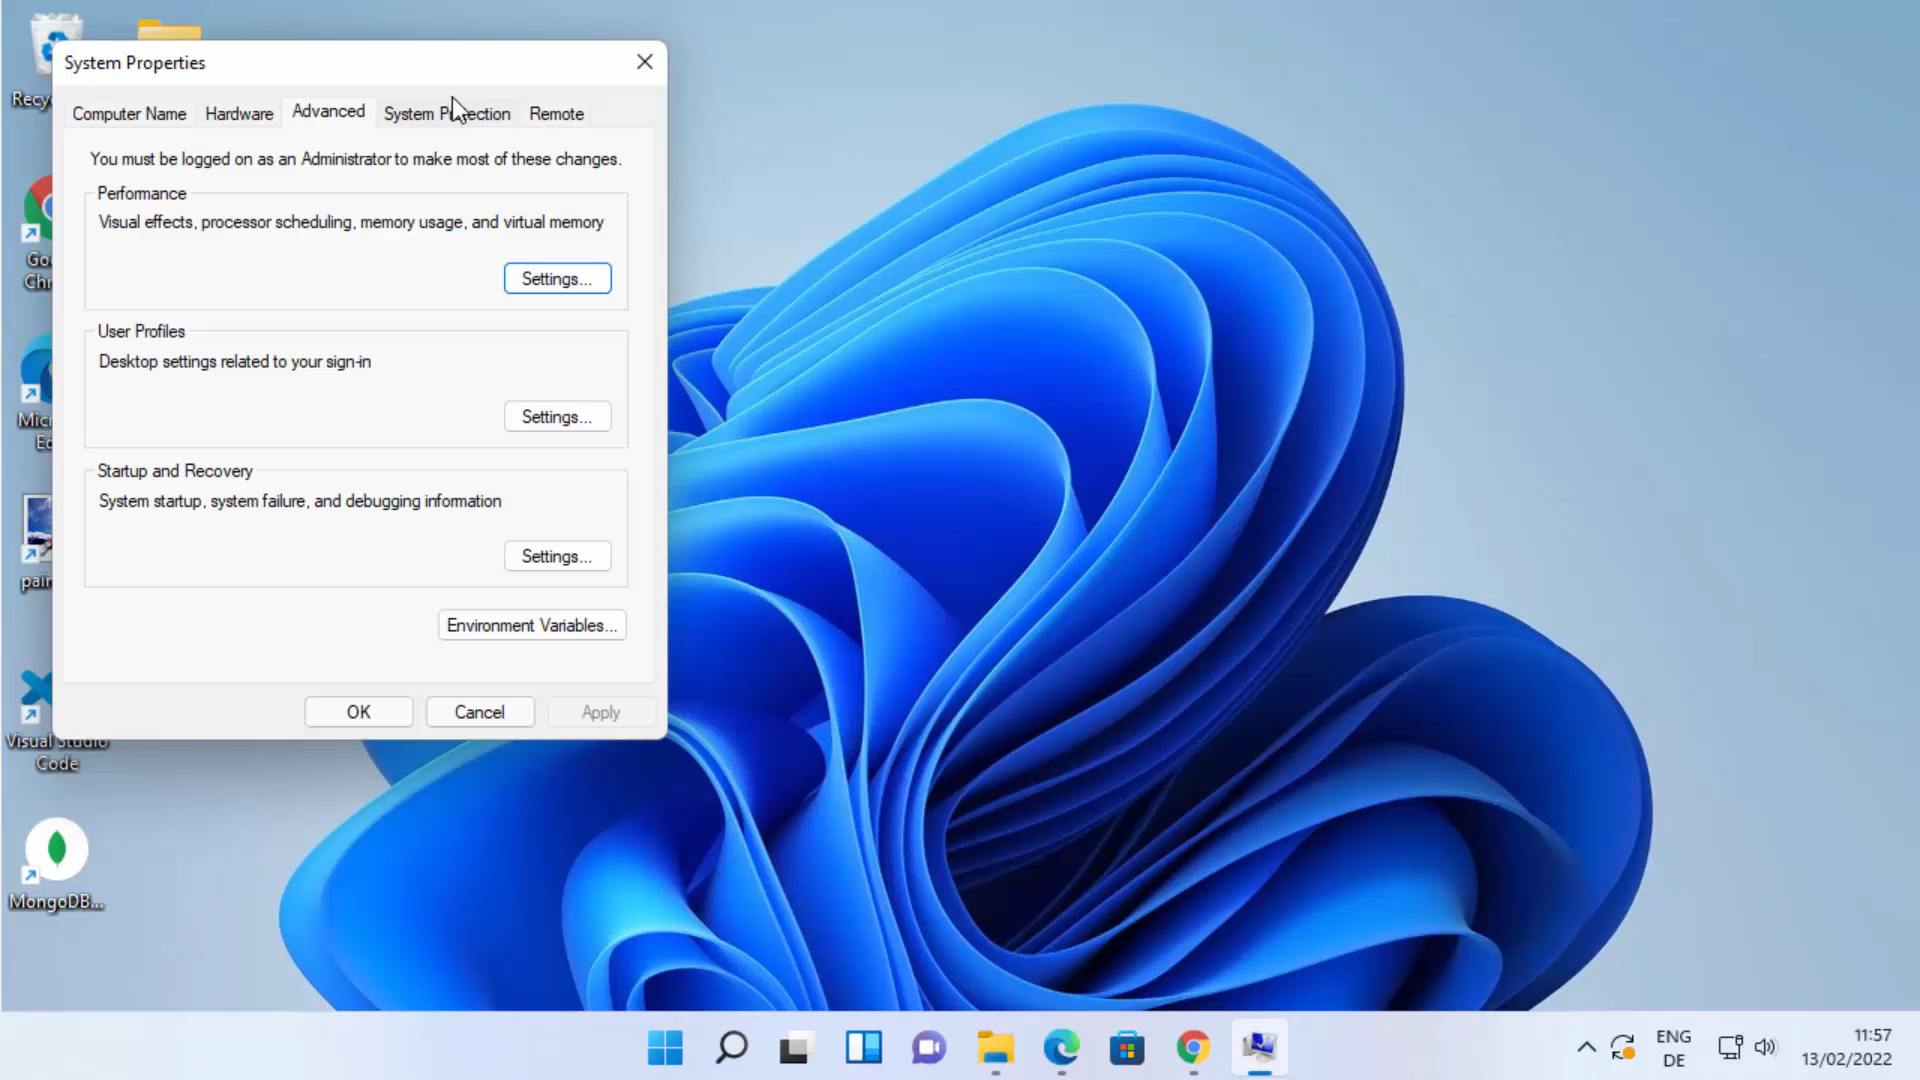 System Properties
Computer Name
Hardware
Advanced
System
Remote
You must be logged on as an Administrator to make most of these changes.
Performance
Visual effects, processor scheduling, memory usage, and virtual memory
Settings...
User Profiles
Desktop settings related to your sign-in
Settings...
Startup and Recovery
System startup, system failure, and debugging information
Settings...
Environment Variables...
OK
Cancel
Apply
Visual Studio
Code
MongoDB...
ENG
DE
11:57
13/02/2022